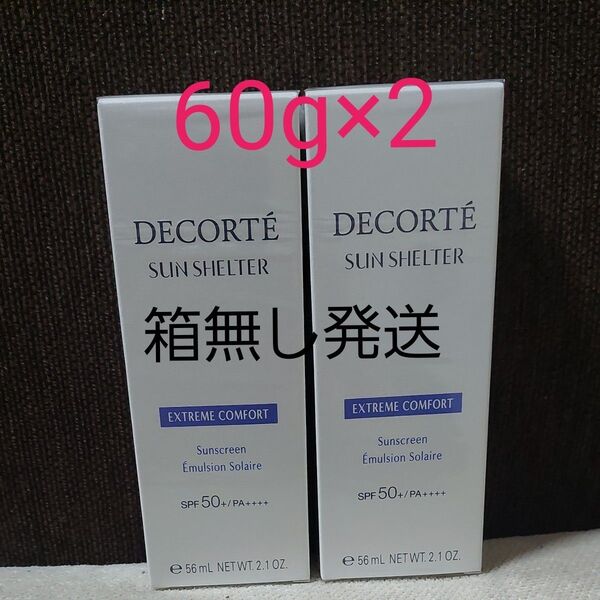 60g×2
DECORTÉ
SUN SHELTER
EXTREME COMFORT
Sunscreen
Émulsion Solaire
SPF 50+/PA++++
℮ 56 mL NET WT. 2.1 OZ.
DECORTÉ
SUN SHELTER
EXTREME COMFORT
Sunscreen
Émulsion Solaire
SPF 50+/PA++++
℮ 56 mL NET WT. 2.1 OZ.
箱無し発送